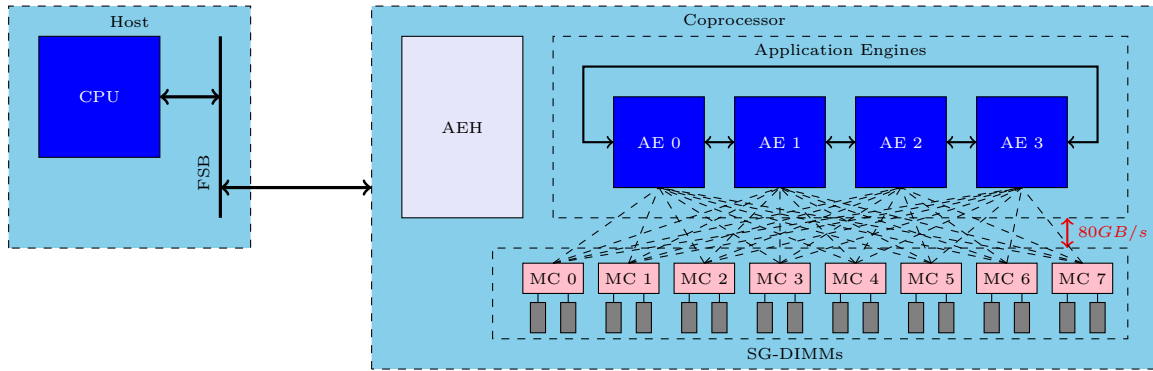 Host
Coprocessor
Application Engines
CPU
AEH
AE 0
AE 1
AE 2
AE 3
FSB
80GB/s
MC 0
MC 1
MC 2
MC 3
MC 4
MC 5
MC 6
MC 7
SG-DIMMs